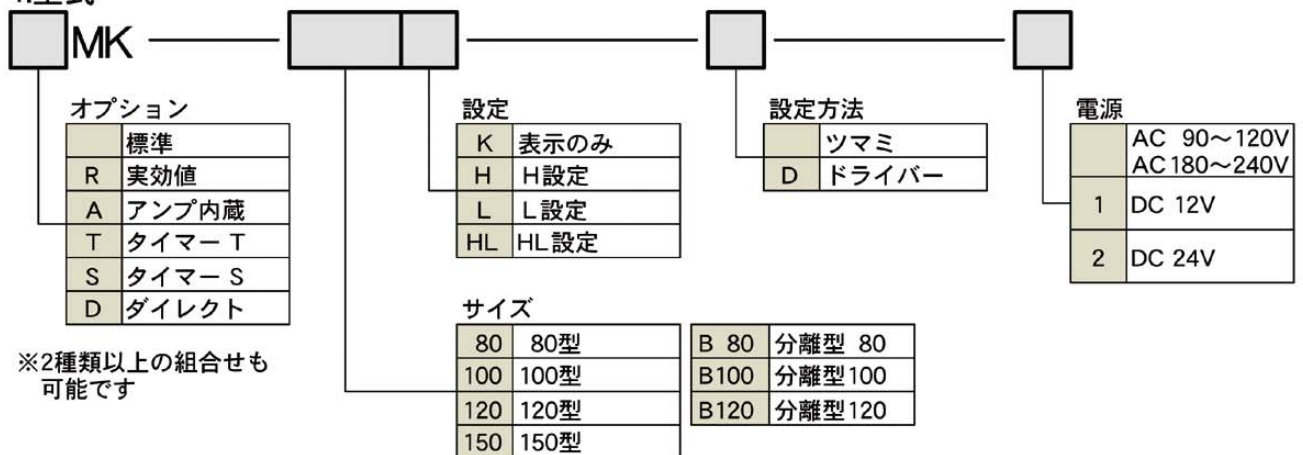 MK
オプション
標準
R 実効値
A アンプ内蔵
T タイマー T
S タイマー S
D ダイレクト
※2種類以上の組合せも
可能です
設定
K 表示のみ
H H設定
L L設定
HL HL設定
サイズ
80 80型
100 100型
120 120型
150 150型
B 80 分離型 80
B100 分離型100
B120 分離型120
設定方法
ツマミ
D ドライバー
電源
AC 90～120V
AC180～240V
1 DC 12V
2 DC 24V